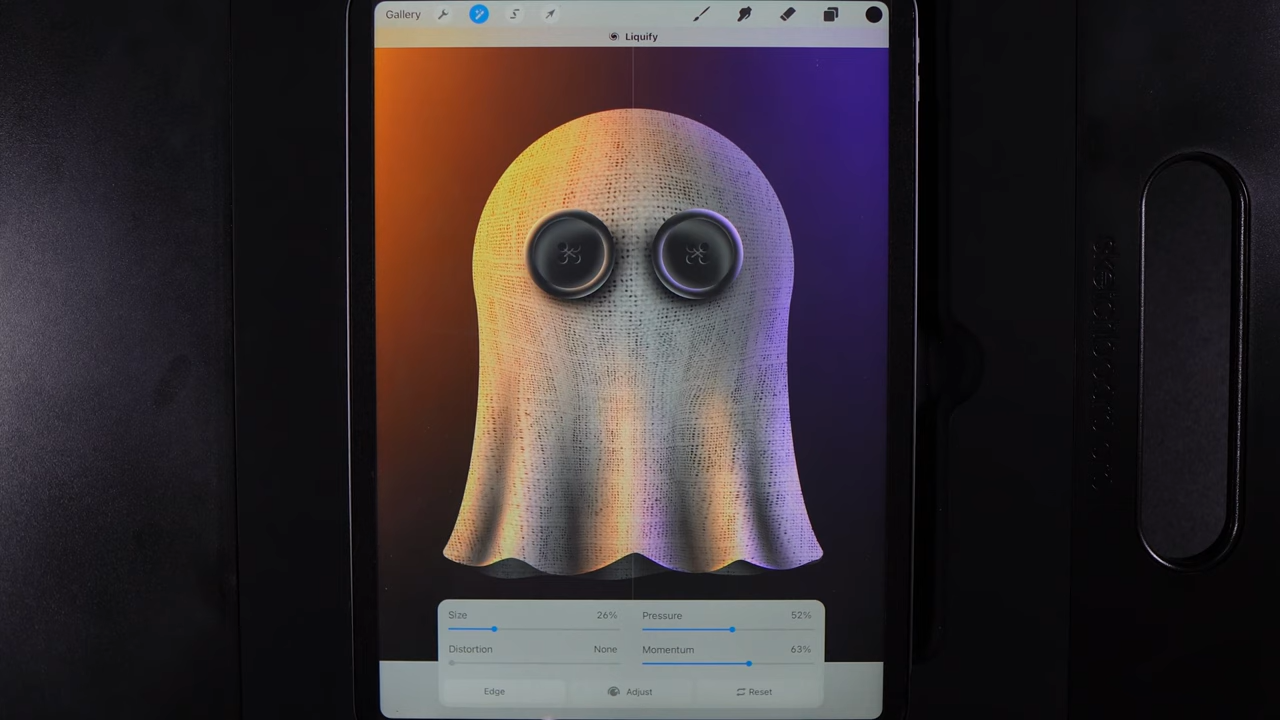 Gallery
Liquify
Size 26% Pressure 52%
Distortion None Momentum 63%
Edge Adjust Reset